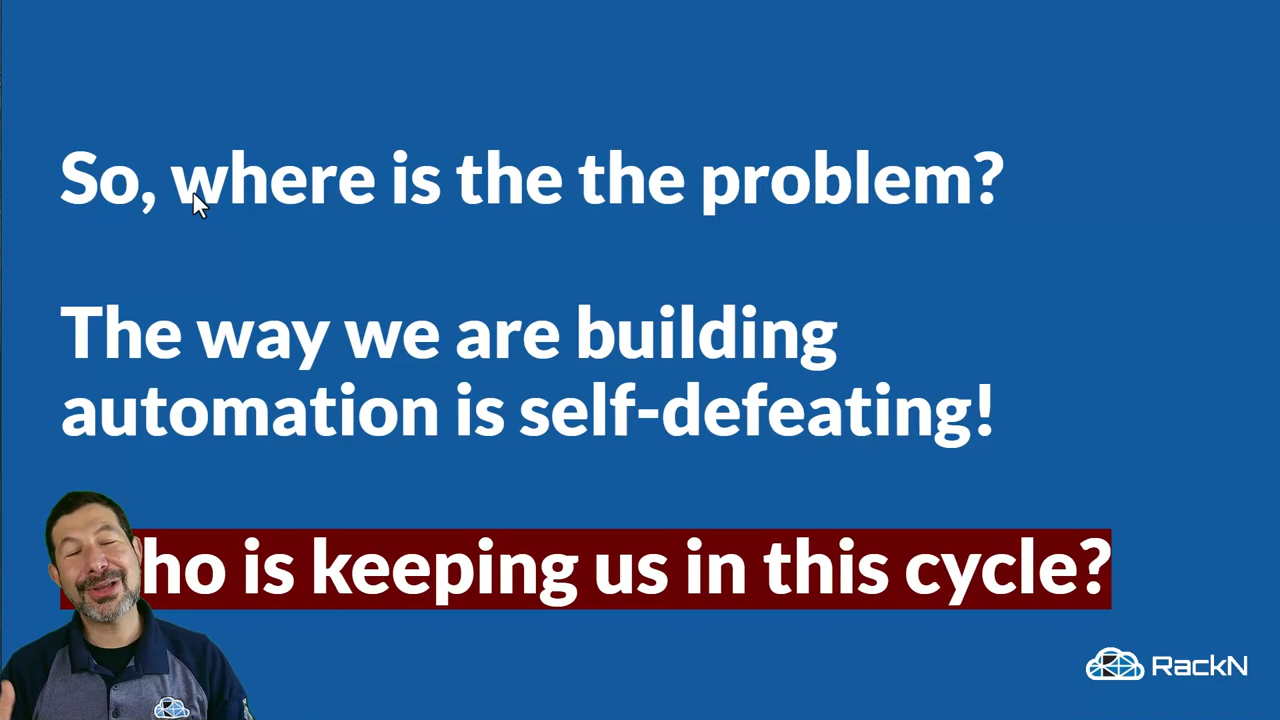 So, where is the the problem?
The way we are building
automation is self-defeating!
ho is keeping us in this cycle?
RackN